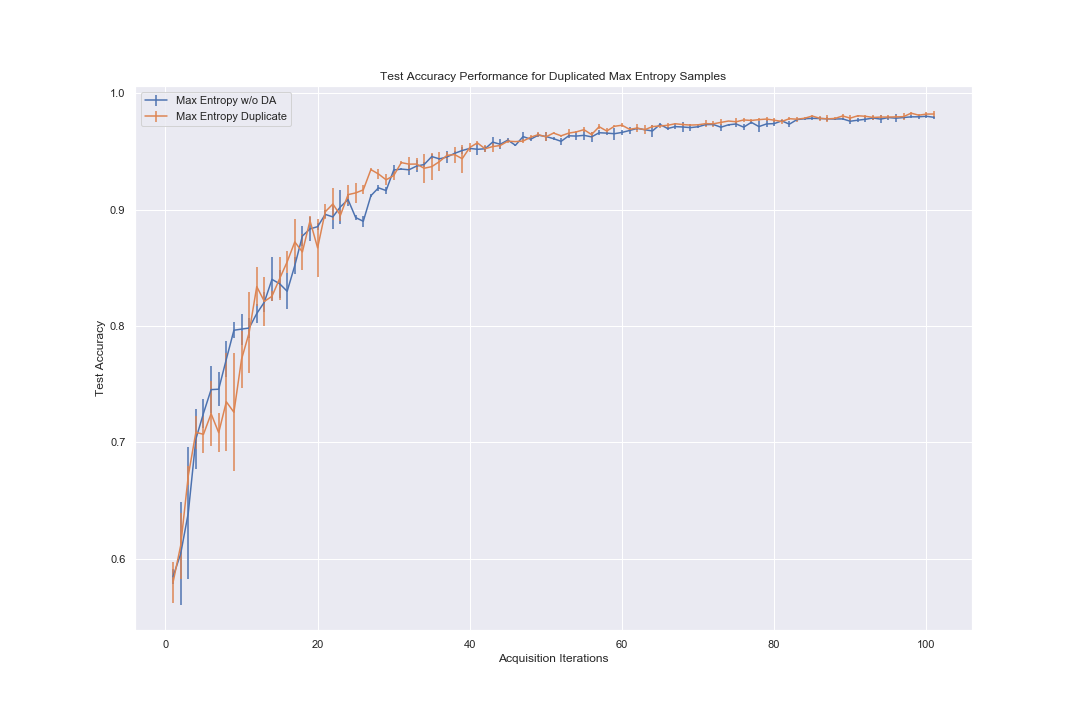 Test Accuracy Performance for Duplicated Max Entropy Samples
Max Entropy w/o DA
Max Entropy Duplicate
1.0
0.9
0.8
0.7
0.6
Test Accuracy
0 20 40 60 80 100
Acquisition Iterations